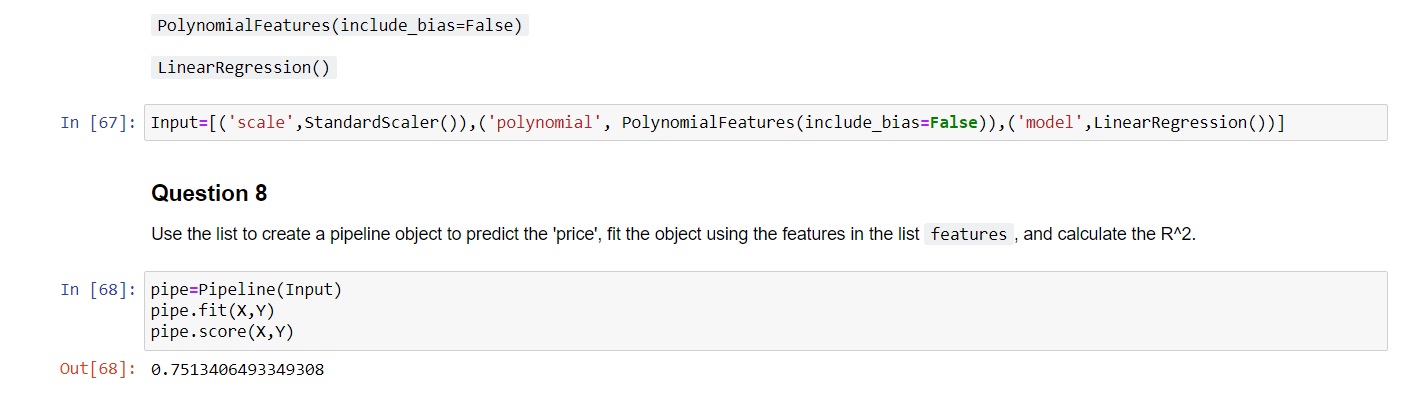 PolynomialFeatures(include_bias=False)
LinearRegression()
In [67]: Input=[('scale',StandardScaler()),('polynomial', PolynomialFeatures(include_bias=False)),('model',LinearRegression())]
Question 8
Use the list to create a pipeline object to predict the 'price', fit the object using the features in the list features , and calculate the R^2.
In [68]: pipe=Pipeline(Input)
pipe.fit(X,Y)
pipe.score(X,Y)
Out[68]: 0.7513406493349308